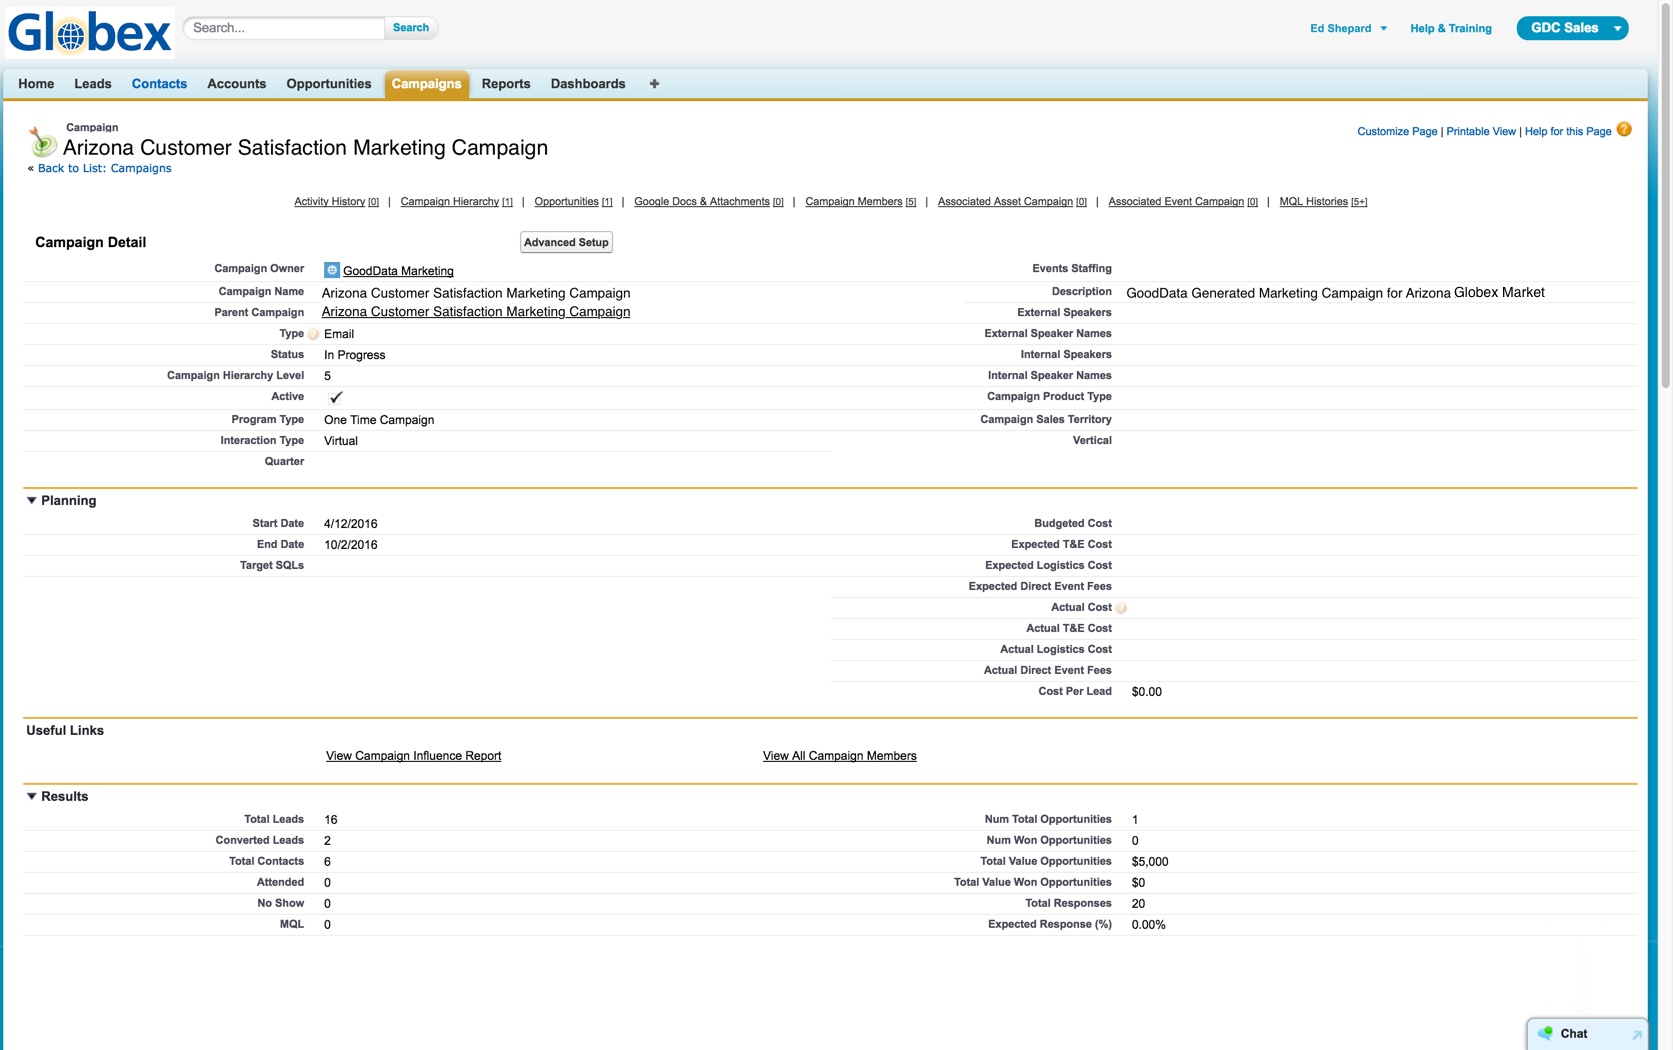 Globex
Search...
Search
Ed Shepard
Help & Training
GDC Sales
Home Leads Contacts Accounts Opportunities Campaigns Reports Dashboards +
Campaign
Arizona Customer Satisfaction Marketing Campaign
« Back to List: Campaigns
Customize Page | Printable View | Help for this Page ?
Activity History [0] | Campaign Hierarchy [1] | Opportunities [1] | Google Docs & Attachments [0] | Campaign Members [5] | Associated Asset Campaign [0] | Associated Event Campaign [0] | MQL Histories [5+]
Campaign Detail
Advanced Setup
Campaign Owner GoodData Marketing
Events Staffing
Campaign Name Arizona Customer Satisfaction Marketing Campaign
Description GoodData Generated Marketing Campaign for Arizona Globex Market
Parent Campaign Arizona Customer Satisfaction Marketing Campaign
External Speakers
Type ? Email
External Speaker Names
Status In Progress
Internal Speakers
Campaign Hierarchy Level 5
Internal Speaker Names
Active ✓
Campaign Product Type
Program Type One Time Campaign
Campaign Sales Territory
Interaction Type Virtual
Vertical
Quarter
Planning
Start Date 4/12/2016
Budgeted Cost
End Date 10/2/2016
Expected T&E Cost
Target SQLs
Expected Logistics Cost
Expected Direct Event Fees
Actual Cost ?
Actual T&E Cost
Actual Logistics Cost
Actual Direct Event Fees
Cost Per Lead $0.00
Useful Links
View Campaign Influence Report
View All Campaign Members
Results
Total Leads 16
Num Total Opportunities 1
Converted Leads 2
Num Won Opportunities 0
Total Contacts 6
Total Value Opportunities $5,000
Attended 0
Total Value Won Opportunities $0
No Show 0
Total Responses 20
MQL 0
Expected Response (%) 0.00%
Chat